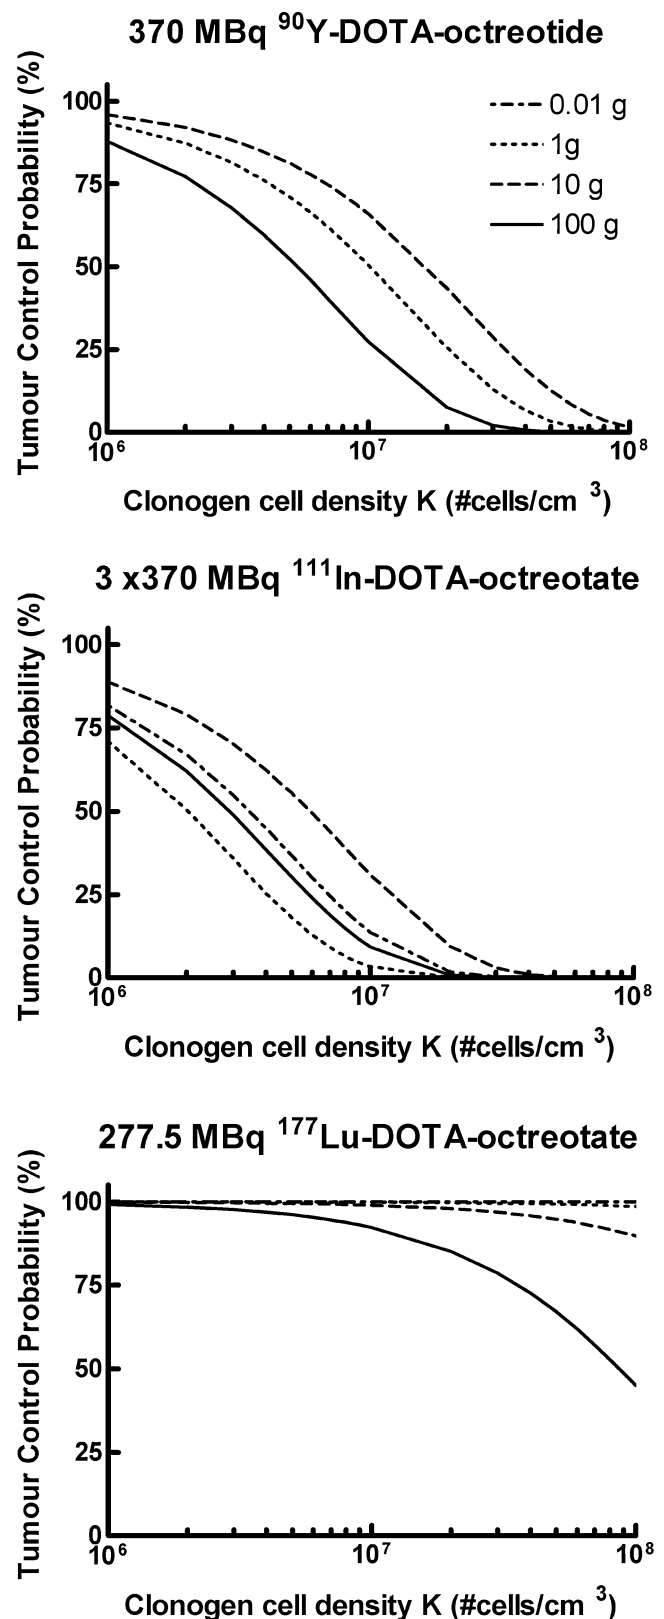 370 MBq ⁹⁰Y-DOTA-octreotide
Tumour Control Probability (%)
100
75
50
25
0
0.01 g
1g
10 g
100 g
10⁶
10⁷
10⁸
Clonogen cell density K (#cells/cm ³)
3 x370 MBq ¹¹¹In-DOTA-octreotate
Tumour Control Probability (%)
100
75
50
25
0
10⁶
10⁷
10⁸
Clonogen cell density K (#cells/cm ³)
277.5 MBq ¹⁷⁷Lu-DOTA-octreotate
Tumour Control Probability (%)
100
75
50
25
0
10⁶
10⁷
10⁸
Clonogen cell density K (#cells/cm ³)